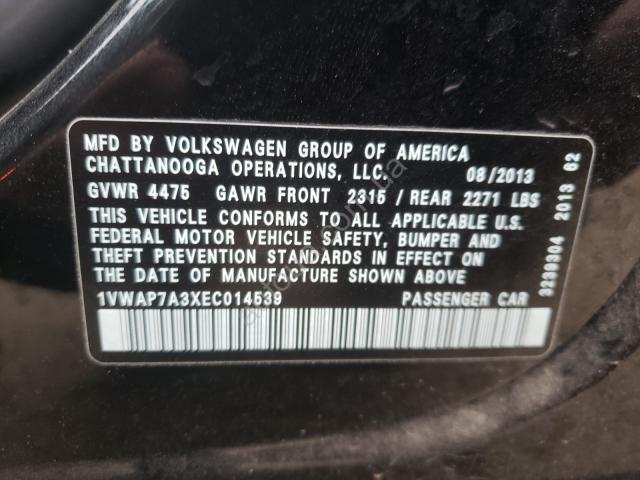 MFD BY VOLKSWAGEN GROUP OF AMERICA
CHATTANOOGA OPERATIONS, LLC. 08/2013
GVWR 4475 GAWR FRONT 2315 / REAR 2271 LBS
THIS VEHICLE CONFORMS TO ALL APPLICABLE U.S.
FEDERAL MOTOR VEHICLE SAFETY, BUMPER AND
THEFT PREVENTION STANDARDS IN EFFECT ON
THE DATE OF MANUFACTURE SHOWN ABOVE
1VWAP7A3XEC014539 PASSENGER CAR
3239304 2013 62